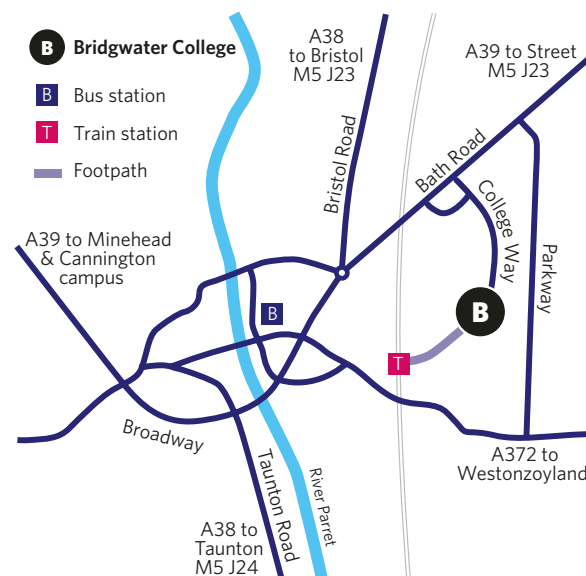 B Bridgwater College
B Bus station
T Train station
Footpath
A38
to Bristol
M5 J23
A39 to Street
M5 J23
Bristol Road
Bath Road
College Way
Parkway
A39 to Minehead
& Cannington
campus
B
B
T
Broadway
Taunton Road
River Parret
A38 to
Taunton
M5 J24
A372 to
Westonzoyland